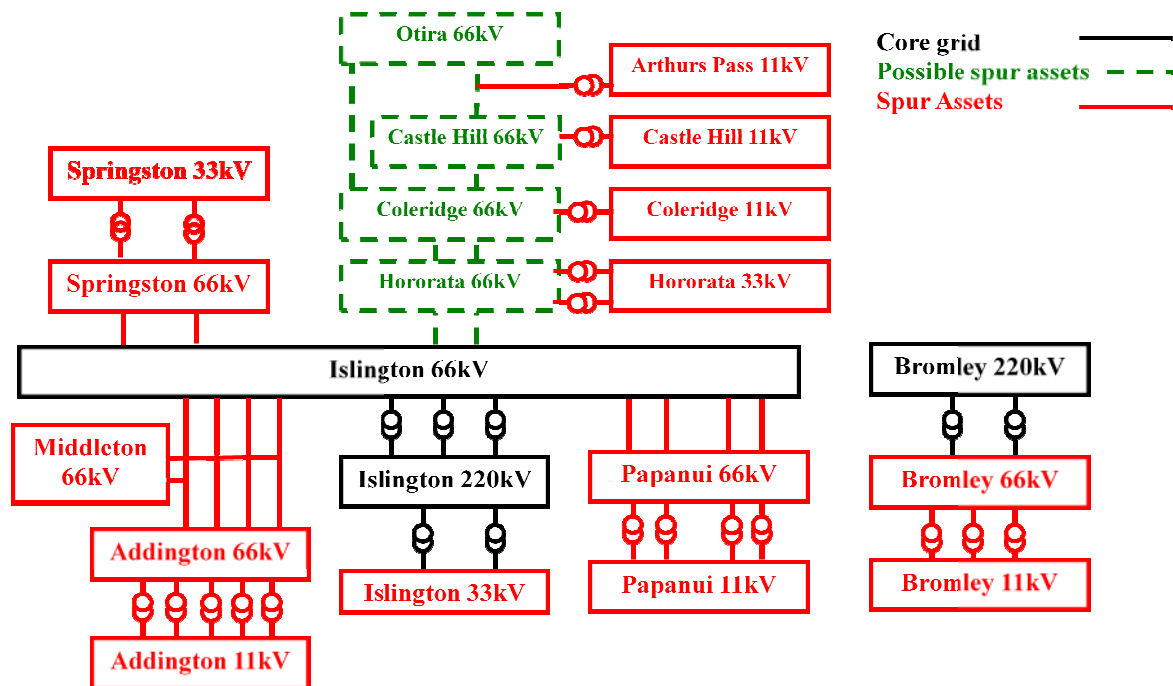 Otira 66kV
Core grid
Possible spur assets
Spur Assets
Arthurs Pass 11kV
Castle Hill 66kV
Castle Hill 11kV
Springston 33kV
Coleridge 66kV
Coleridge 11kV
Springston 66kV
Hororata 66kV
Hororata 33kV
Islington 66kV
Bromley 220kV
Middleton
66kV
Islington 220kV
Papanui 66kV
Bromley 66kV
Addington 66kV
Islington 33kV
Papanui 11kV
Bromley 11kV
Addington 11kV